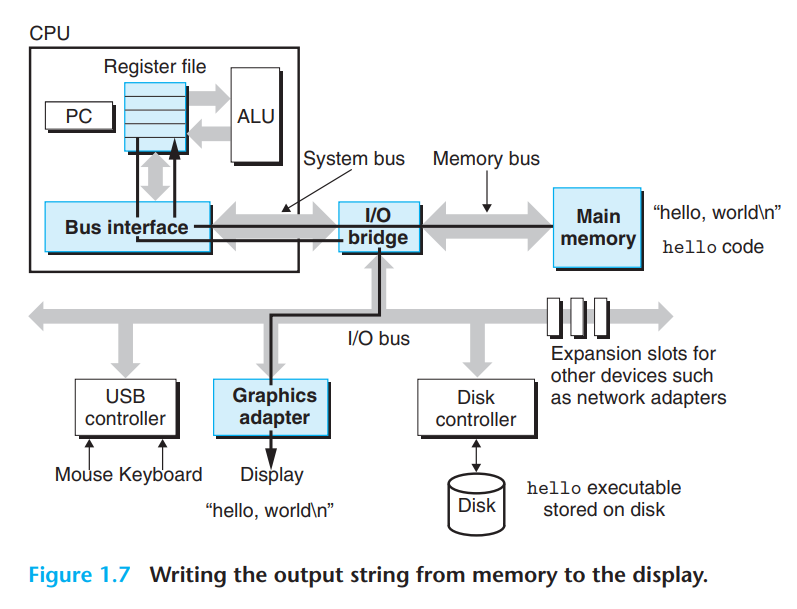 CPU
Register file
PC
ALU
System bus
Memory bus
Bus interface
I/O
bridge
Main
memory
“hello, world\n”
hello code
I/O bus
Expansion slots for
other devices such
as network adapters
USB
controller
Graphics
adapter
Disk
controller
Mouse Keyboard
Display
“hello, world\n”
Disk
hello executable
stored on disk
Figure 1.7 Writing the output string from memory to the display.